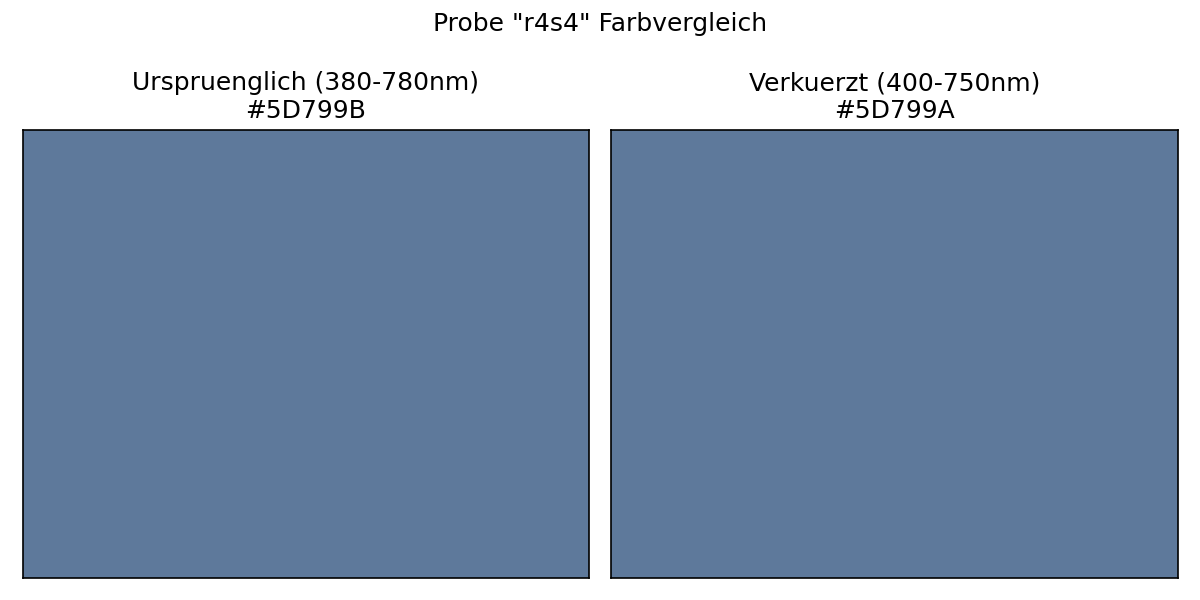 Probe "r4s4" Farbvergleich
Urspruenglich (380-780nm)
#5D799B
Verkuerzt (400-750nm)
#5D799A